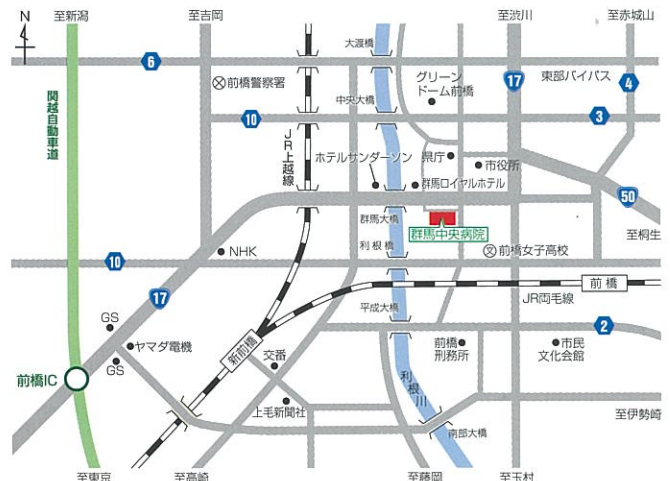 N
至新潟
至吉岡
至渋川
至赤城山
大渡橋
6
前橋警察署
グリーン
ドーム前橋
17
東部バイパス
4
関越自動車道
10
中央大橋
3
JR上越線
ホテルサンダーソン
県庁
市役所
群馬ロイヤルホテル
50
群馬大橋
群馬中央病院
至桐生
利根橋
文
前橋女子高校
NHK
10
17
前橋
JR両毛線
平成大橋
GS
ヤマダ電機
GS
新前橋
交番
2
前橋
刑務所
市民
文化会館
前橋IC
上毛新聞社
利根川
南部大橋
至伊勢崎
至東京
至高崎
至藤岡
至玉村